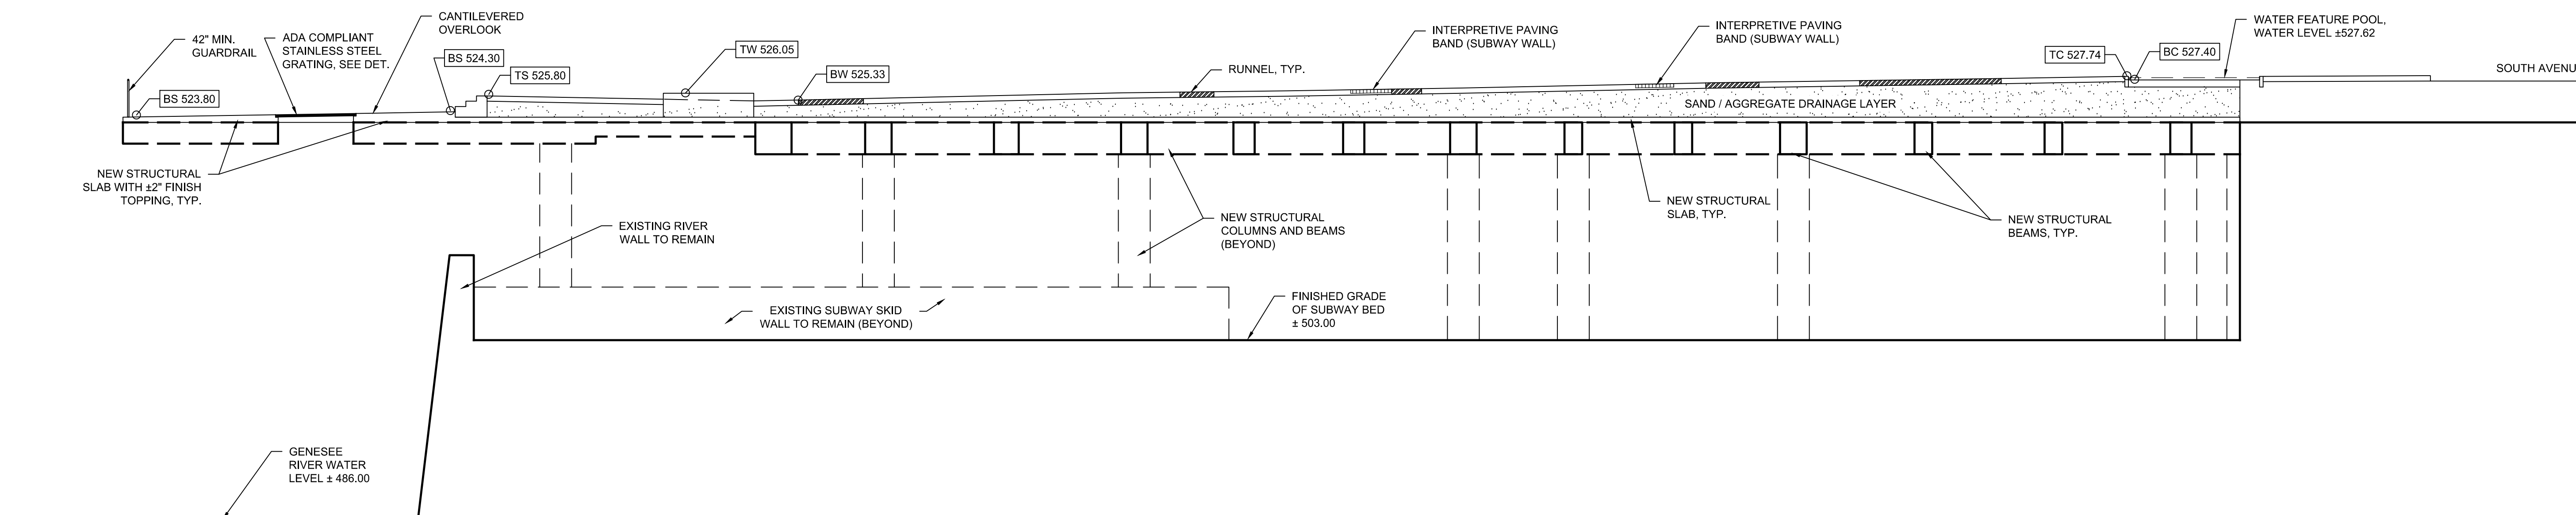 42" MIN.
GUARDRAIL
ADA COMPLIANT
STAINLESS STEEL
GRATING, SEE DET.
CANTILEVERED
OVERLOOK
BS 523.80
BS 524.30
TS 525.80
TW 526.05
BW 525.33
RUNNEL, TYP.
INTERPRETIVE PAVING
BAND (SUBWAY WALL)
INTERPRETIVE PAVING
BAND (SUBWAY WALL)
TC 527.74
BC 527.40
WATER FEATURE POOL,
WATER LEVEL ±527.62
SOUTH AVENU
SAND / AGGREGATE DRAINAGE LAYER
NEW STRUCTURAL
SLAB WITH ±2" FINISH
TOPPING, TYP.
EXISTING RIVER
WALL TO REMAIN
NEW STRUCTURAL
COLUMNS AND BEAMS
(BEYOND)
NEW STRUCTURAL
SLAB, TYP.
NEW STRUCTURAL
BEAMS, TYP.
EXISTING SUBWAY SKID
WALL TO REMAIN (BEYOND)
FINISHED GRADE
OF SUBWAY BED
± 503.00
GENESEE
RIVER WATER
LEVEL ± 486.00